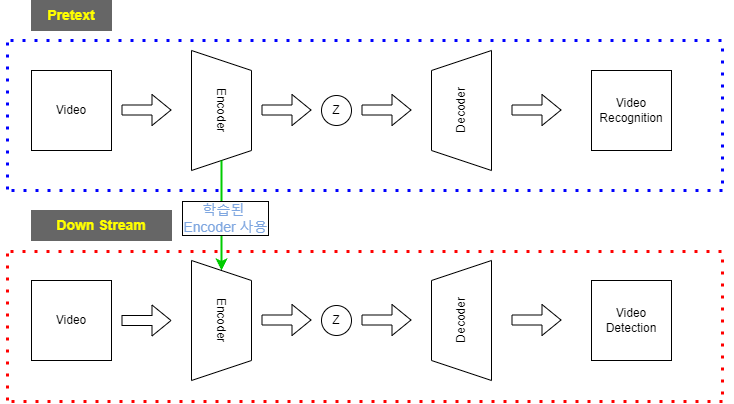 Pretext
Video
Encoder
Z
Decoder
Video
Recognition
학습된
Encoder 사용
Down Stream
Video
Encoder
Z
Decoder
Video
Detection